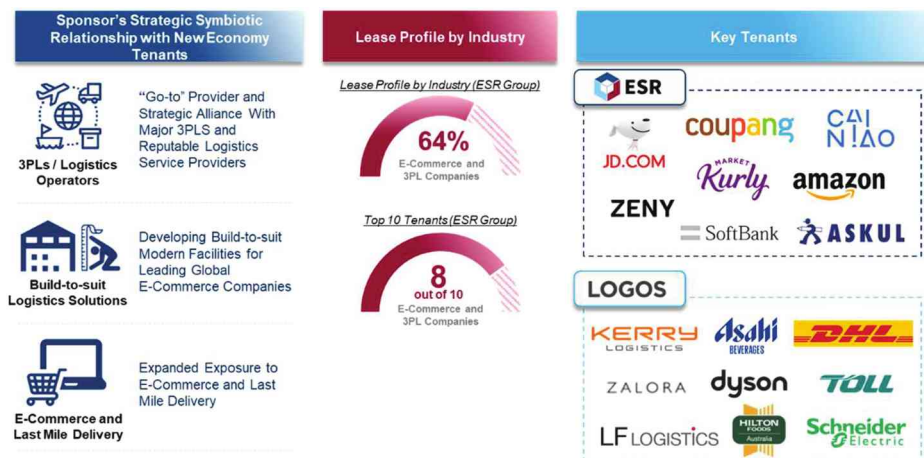 Sponsor's Strategic Symbiotic
Relationship with New Economy
Tenants
3PLs / Logistics
Operators
"Go-to" Provider and
Strategic Alliance With
Major 3PLS and
Reputable Logistics
Service Providers
Build-to-suit
Logistics Solutions
Developing Build-to-suit
Modern Facilities for
Leading Global
E-Commerce Companies
E-Commerce and
Last Mile Delivery
Expanded Exposure to
E-Commerce and Last
Mile Delivery
Lease Profile by Industry
Lease Profile by Industry (ESR Group)
64%
E-Commerce and
3PL Companies
Top 10 Tenants (ESR Group)
8
out of 10
E-Commerce and
3PL Companies
Key Tenants
ESR
JD.COM
coupang
CAI
NIAO
MARKET
Kurly
amazon
ZENY
SoftBank
ASKUL
LOGOS
KERRY
LOGISTICS
Asahi
BEVERAGES
DHL
ZALORA
dyson
TOLL
LF LOGISTICS
HILTON
FOODS
Australia
Schneider
Electric